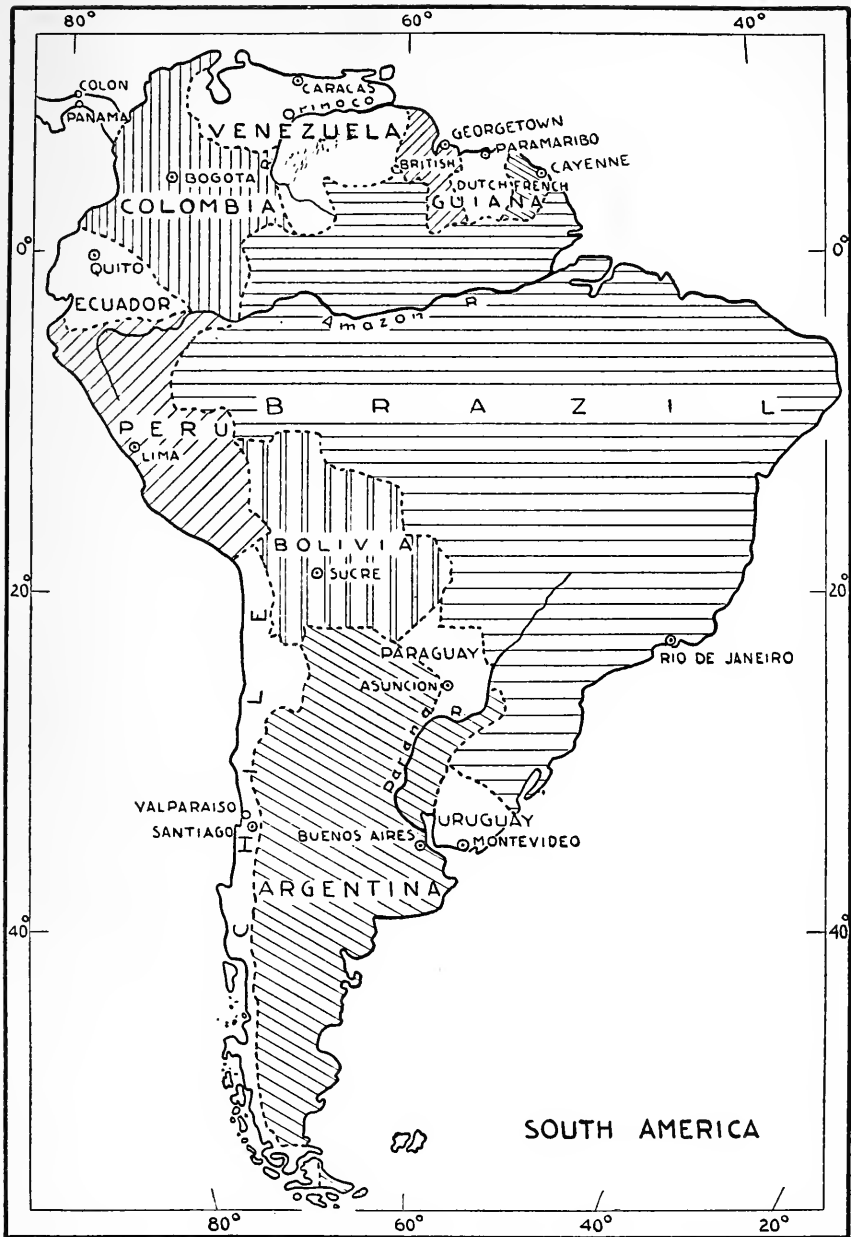 80° 60° 40°
COLON
PANAMA
CARACAS
ORINOCO
VENEZUELA
R
GEORGETOWN
PARAMARIBO
CAYENNE
BRITISH
DUTCH FRENCH
GUIANA
BOGOTA
COLOMBIA
0° 0°
QUITO
ECUADOR
Amazon R
BRAZIL
PERU
LIMA
BOLIVIA
SUCRE
20° 20°
PARAGUAY
RIO DE JANEIRO
ASUNCION
Parana R
CHILE
VALPARAISO
SANTIAGO
URUGUAY
BUENOS AIRES
MONTEVIDEO
ARGENTINA
40° 40°
SOUTH AMERICA
80° 60° 40° 20°